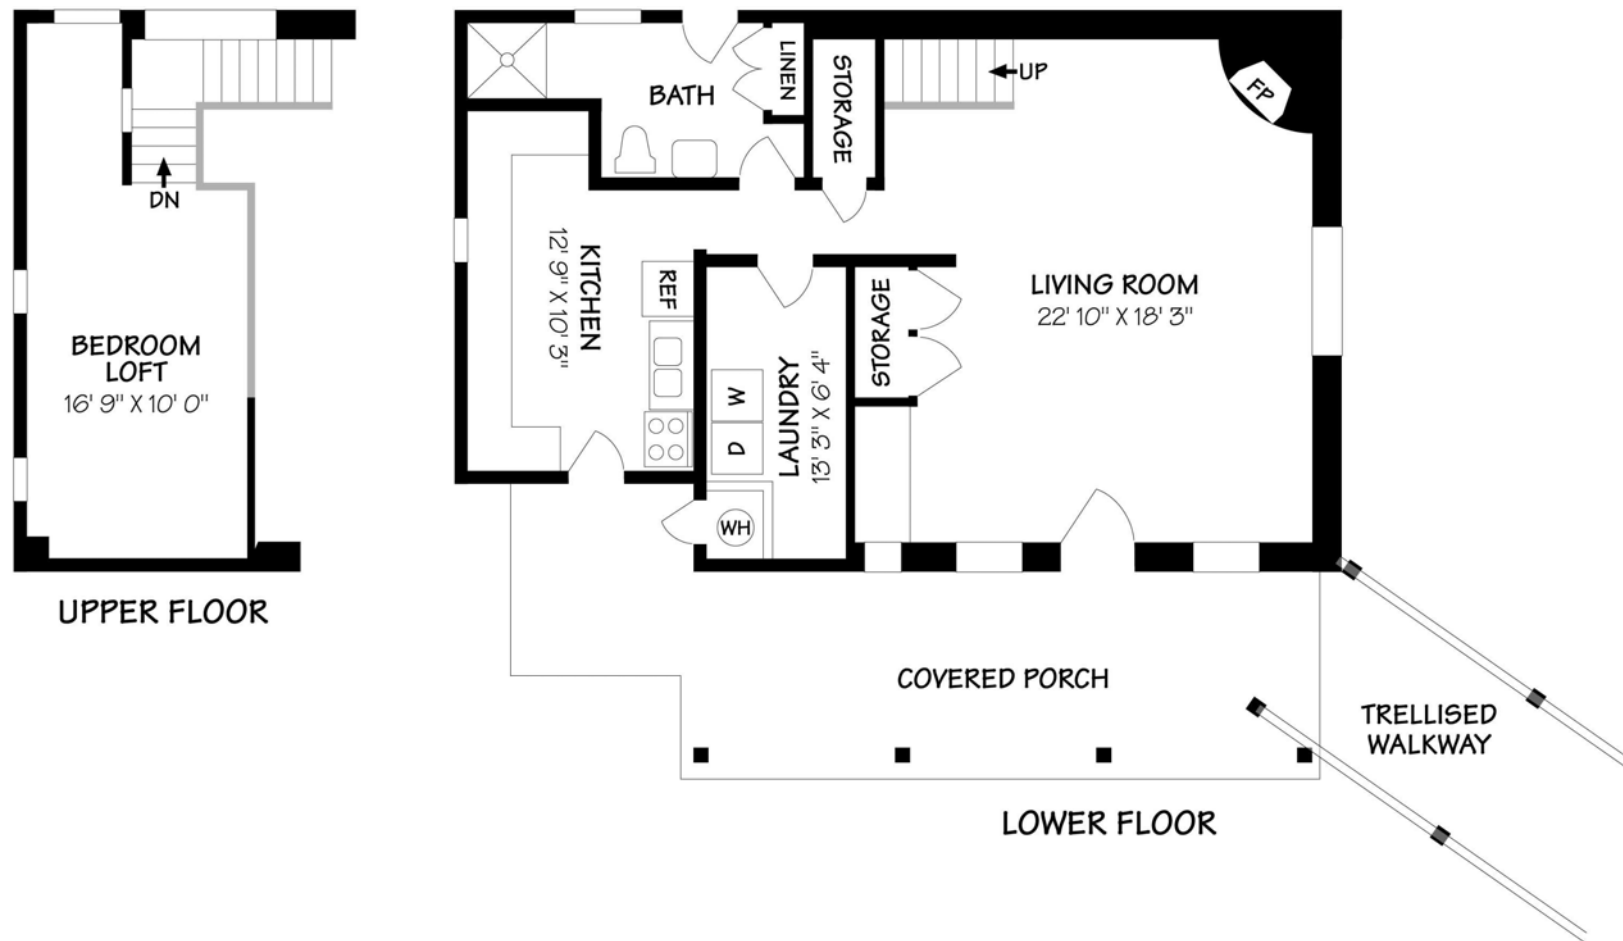 DN
BEDROOM
LOFT
16' 9" X 10' 0"
UPPER FLOOR
BATH
LINEN
STORAGE
UP
FP
KITCHEN
12' 9" X 10' 3"
REF
LAUNDRY
13' 3" X 6' 4"
W
D
WH
STORAGE
LIVING ROOM
22' 10" X 18' 3"
COVERED PORCH
TRELLISED
WALKWAY
LOWER FLOOR